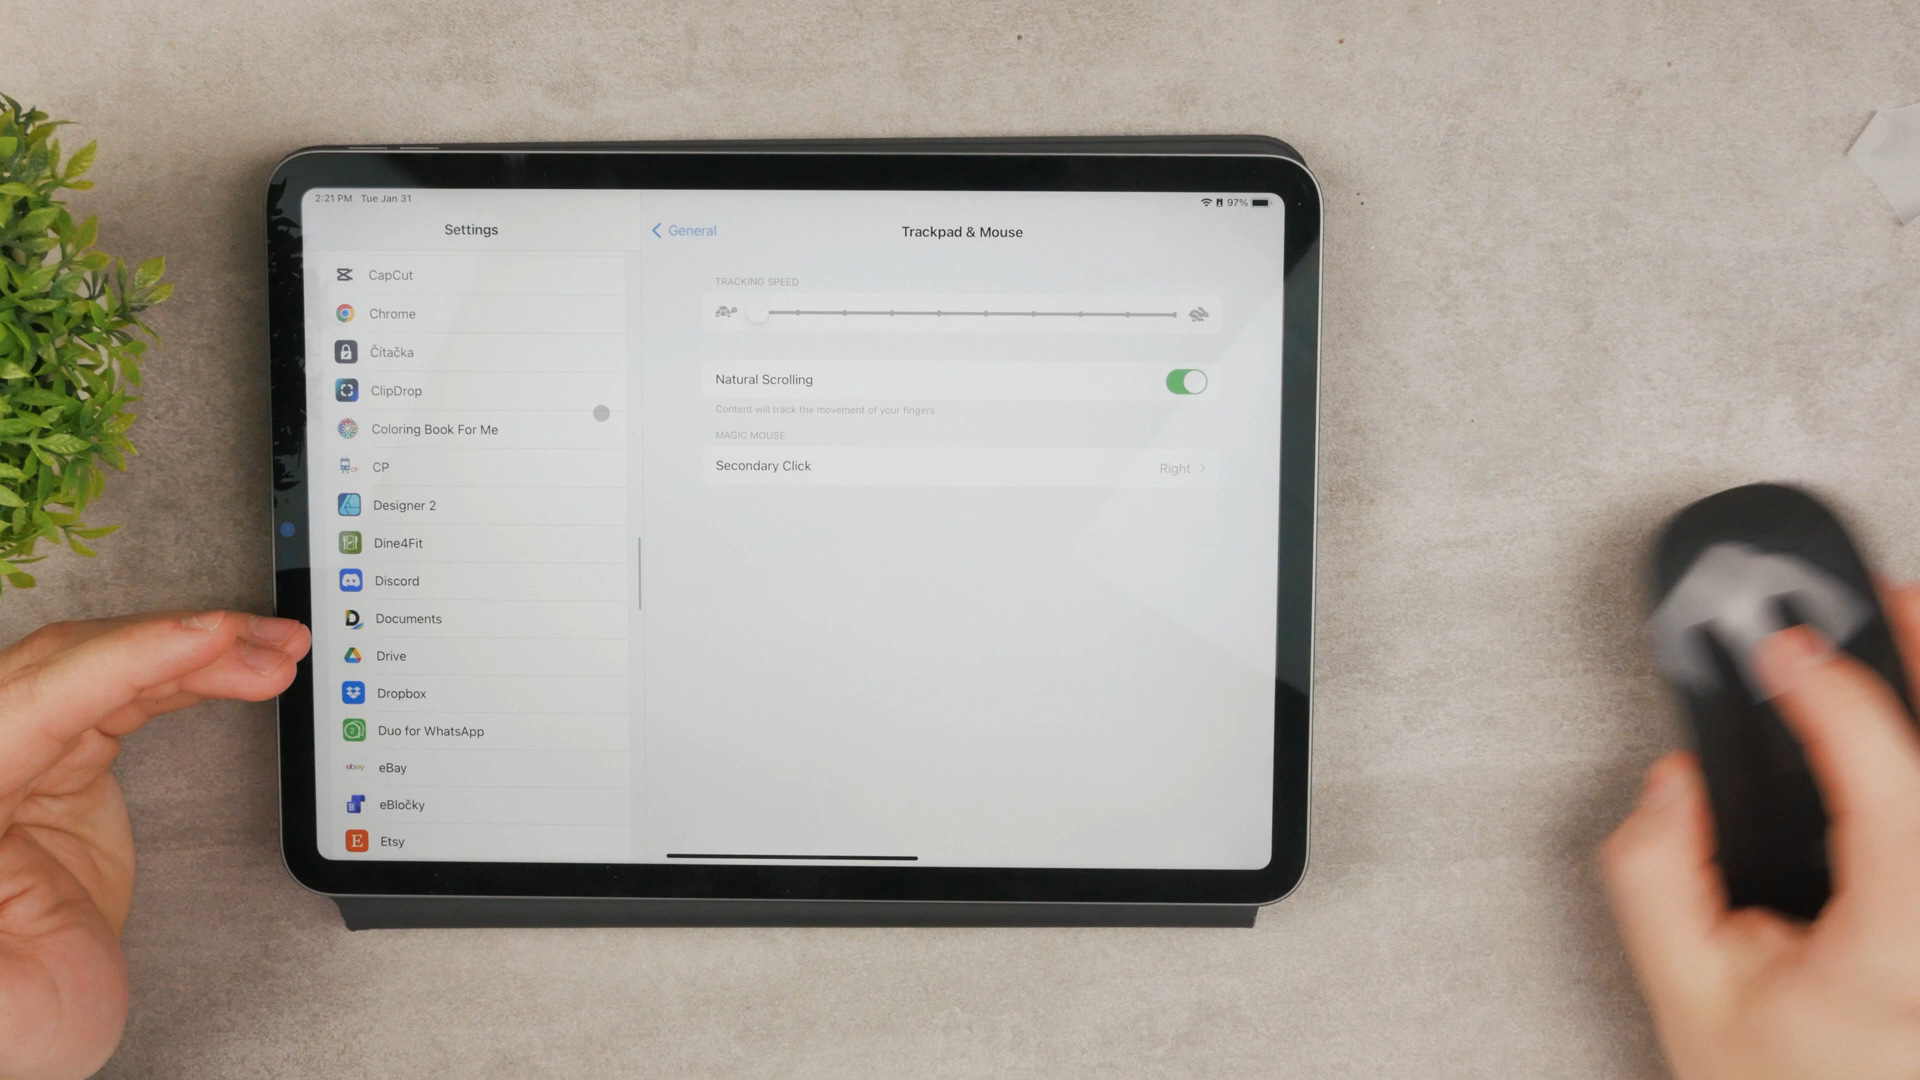 2:21 PM Tue Jan 31
97%
Settings
General
Trackpad & Mouse
CapCut
Chrome
Čítačka
ClipDrop
Coloring Book For Me
CP
Designer 2
Dine4Fit
Discord
Documents
Drive
Dropbox
Duo for WhatsApp
eBay
eBločky
Etsy
TRACKING SPEED
Natural Scrolling
Content will track the movement of your fingers.
MAGIC MOUSE
Secondary Click
Right